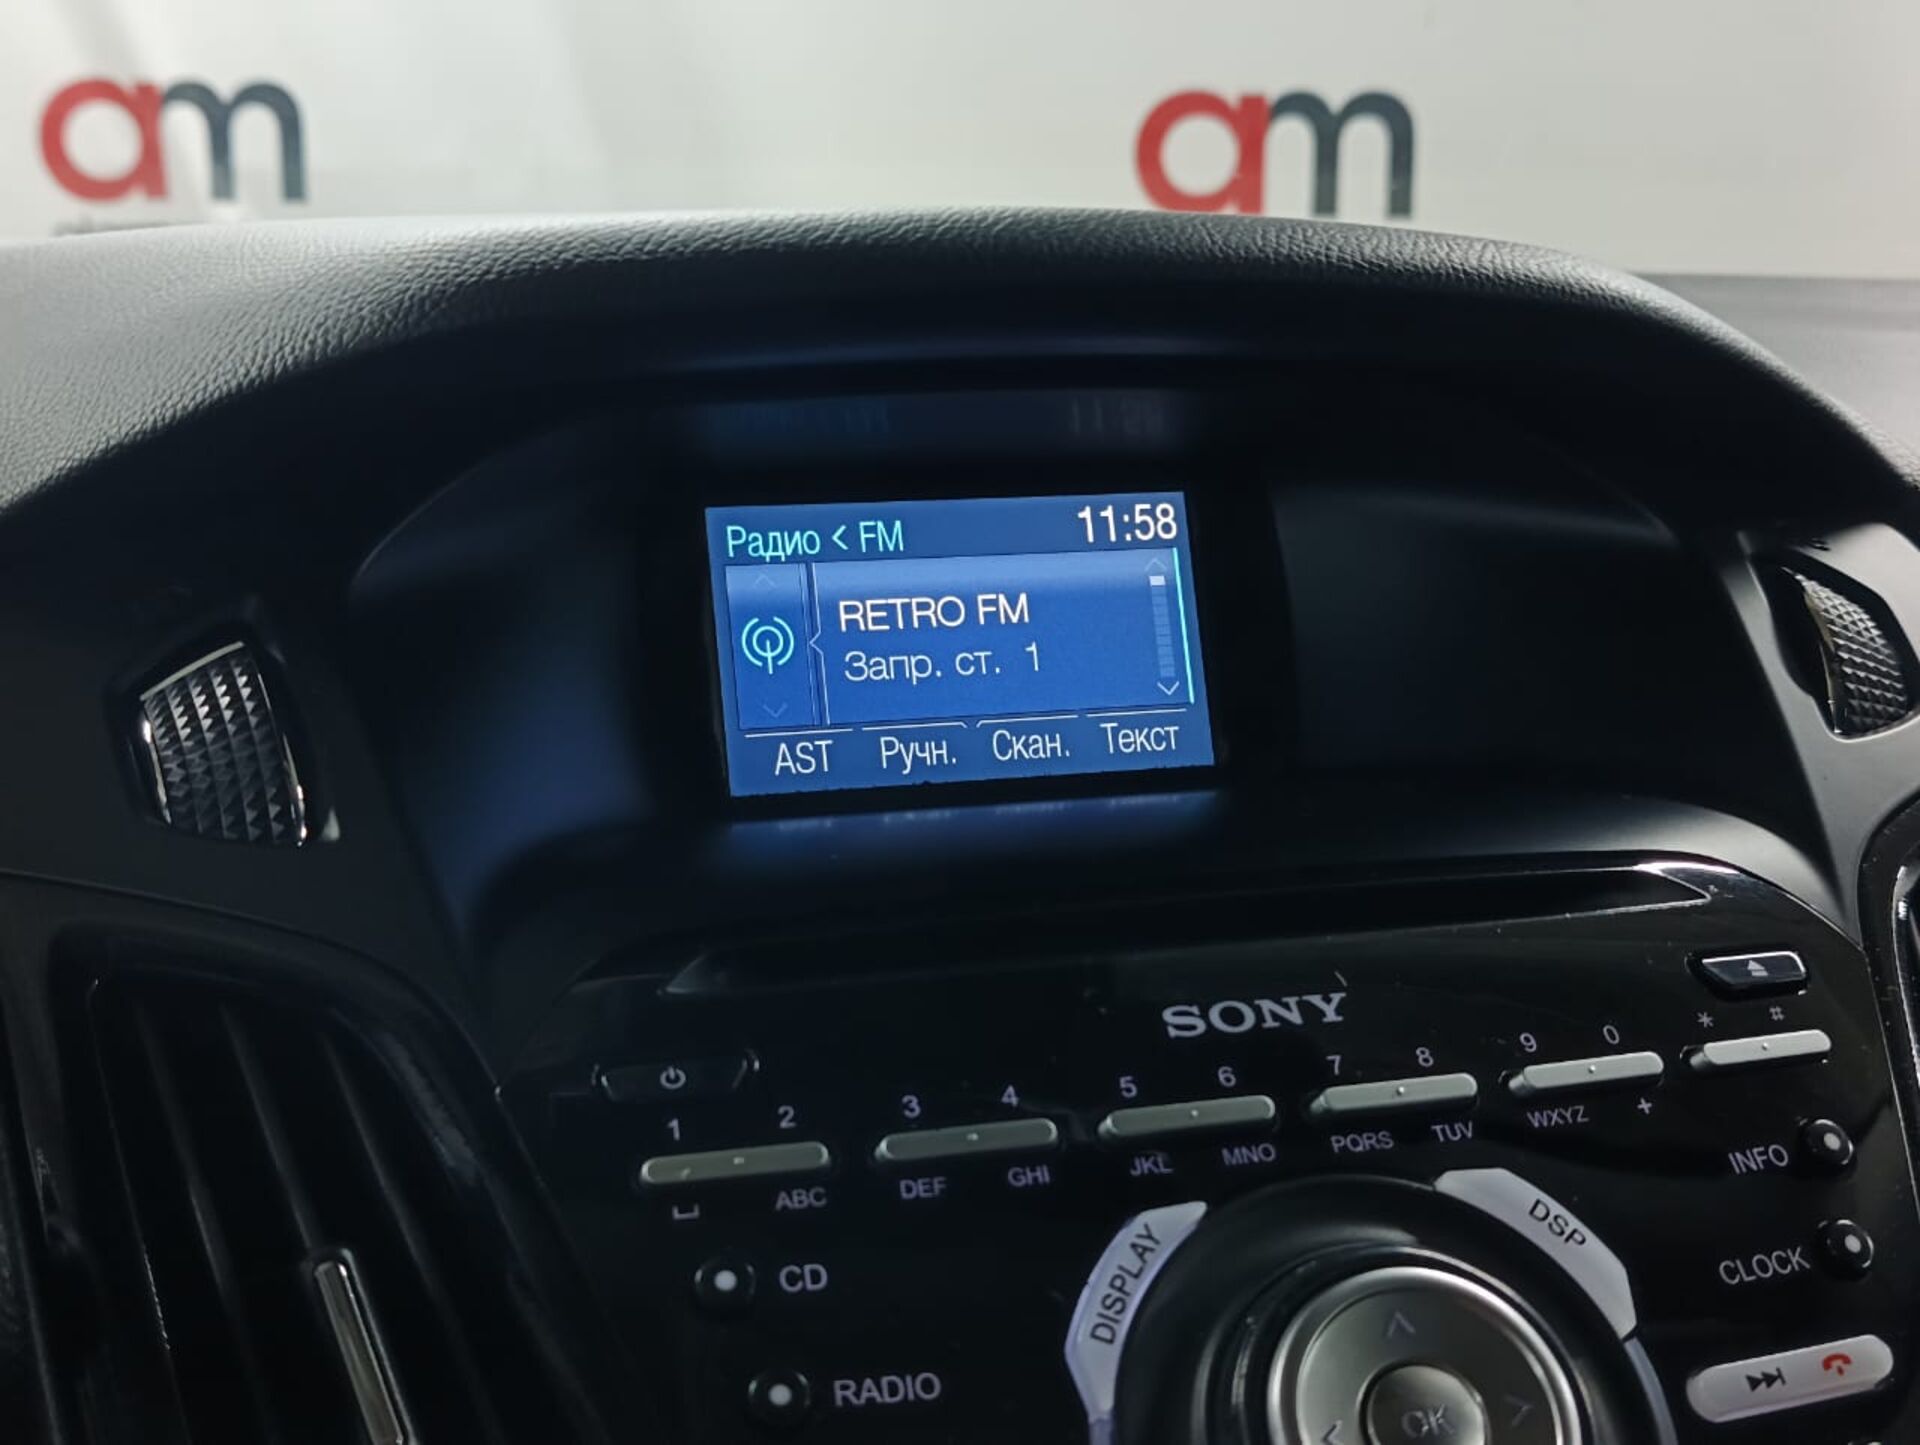 am
am
Радио < FM 11:58
RETRO FM
Запр. ст. 1
AST Ручн. Скан. Текст
SONY
1 2 3 4 5 6 7 8 9 0 * #
ABC DEF GHI JKL MNO PQRS TUV WXYZ +
INFO
DISPLAY
DSP
CD
CLOCK
RADIO
OK